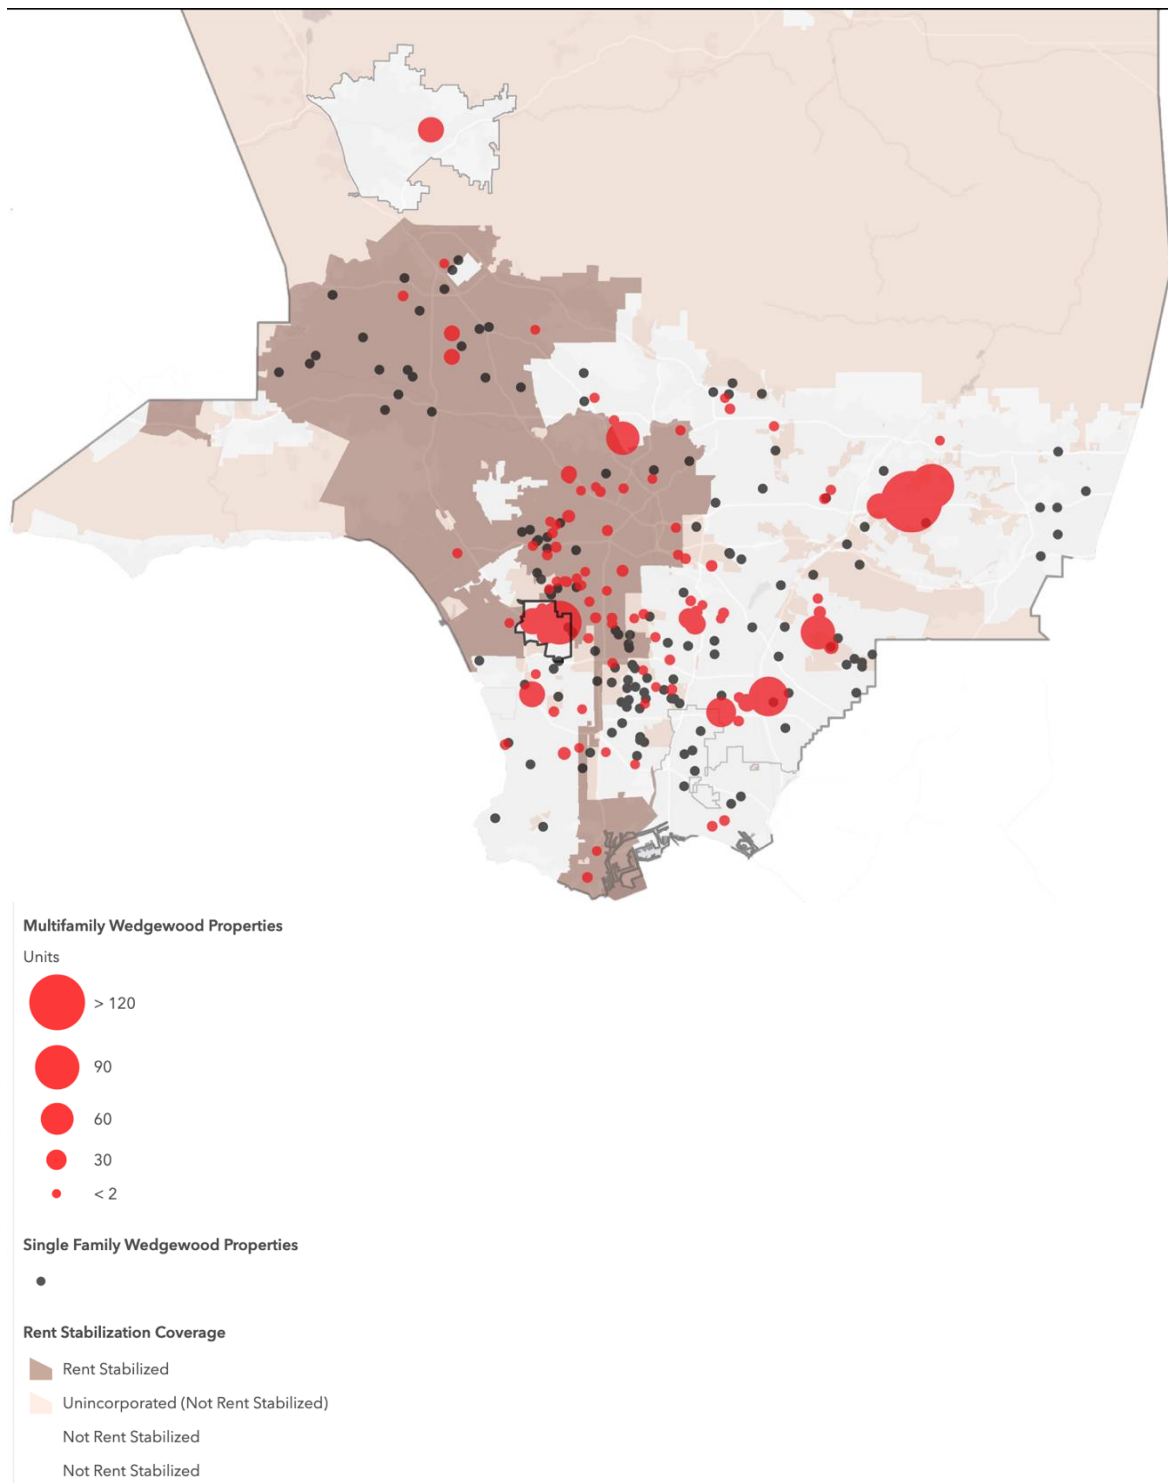 Multifamily Wedgewood Properties
Units
> 120
90
60
30
< 2
Single Family Wedgewood Properties
Rent Stabilization Coverage
Rent Stabilized
Unincorporated (Not Rent Stabilized)
Not Rent Stabilized
Not Rent Stabilized